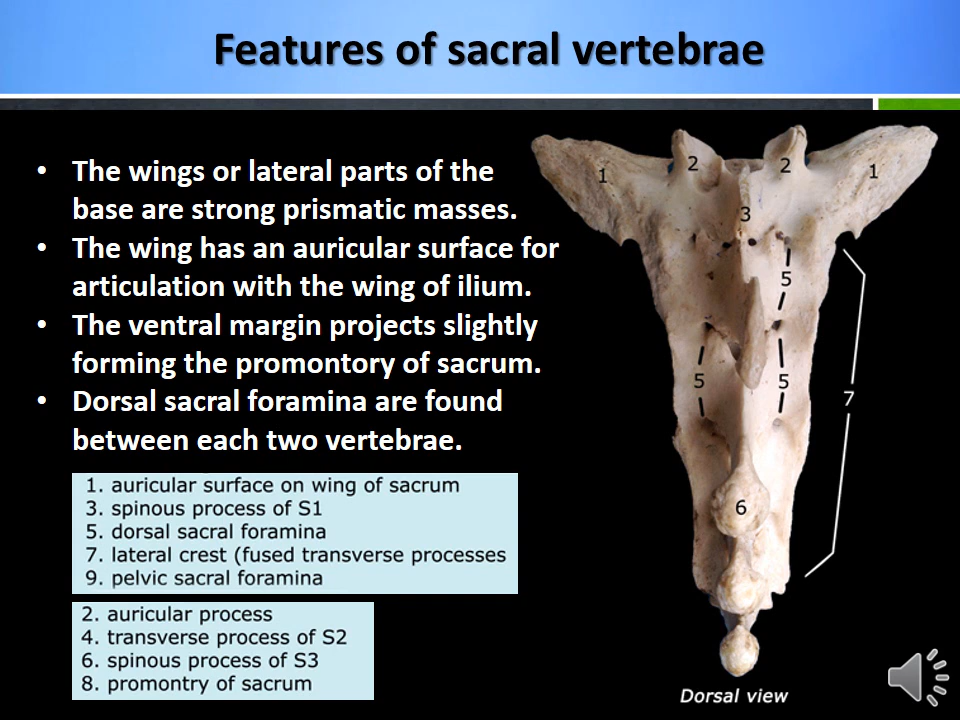 Features of sacral vertebrae
• The wings or lateral parts of the
base are strong prismatic masses.
• The wing has an auricular surface for
articulation with the wing of ilium.
• The ventral margin projects slightly
forming the promontory of sacrum.
• Dorsal sacral foramina are found
between each two vertebrae.
1. auricular surface on wing of sacrum
3. spinous process of S1
5. dorsal sacral foramina
7. lateral crest (fused transverse processes
9. pelvic sacral foramina
2. auricular process
4. transverse process of S2
6. spinous process of S3
8. promontry of sacrum
1 2 2 1
3
5
5 5
7
6
Dorsal view